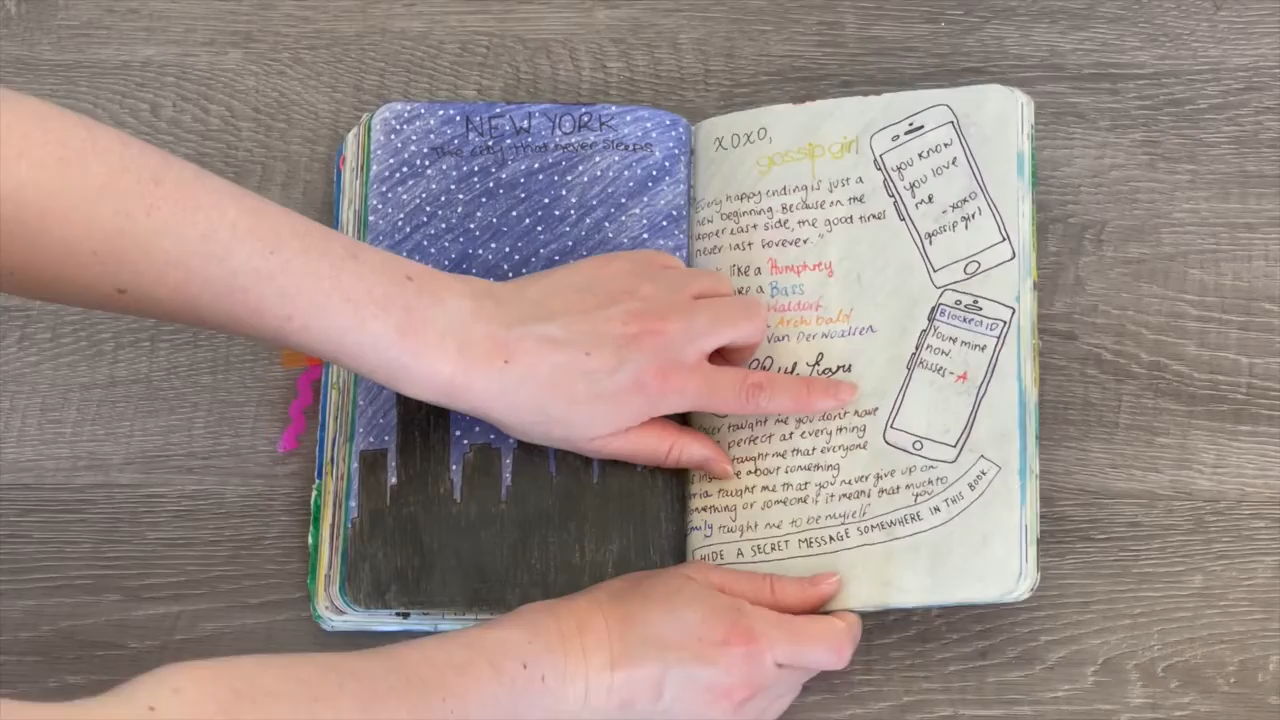 NEW YORK
The city that never sleeps
XOXO,
gossip girl
"Every happy ending is just a
new beginning. Because on the
upper east side, the good times
never last forever."
like a Humphrey
a Bass
Waldorf
Archibald
Van Der Woodsen
Liars
taught me you don't have
perfect at everything
taught me that everyone
about something
taught me that you never give up on
something or someone if it means that much to
you
Emily taught me to be myself
HIDE A SECRET MESSAGE SOMEWHERE IN THIS BOOK.
you know
you love
me
-XOXO
gossip girl
Blocked ID
You're mine
now.
Kisses -A